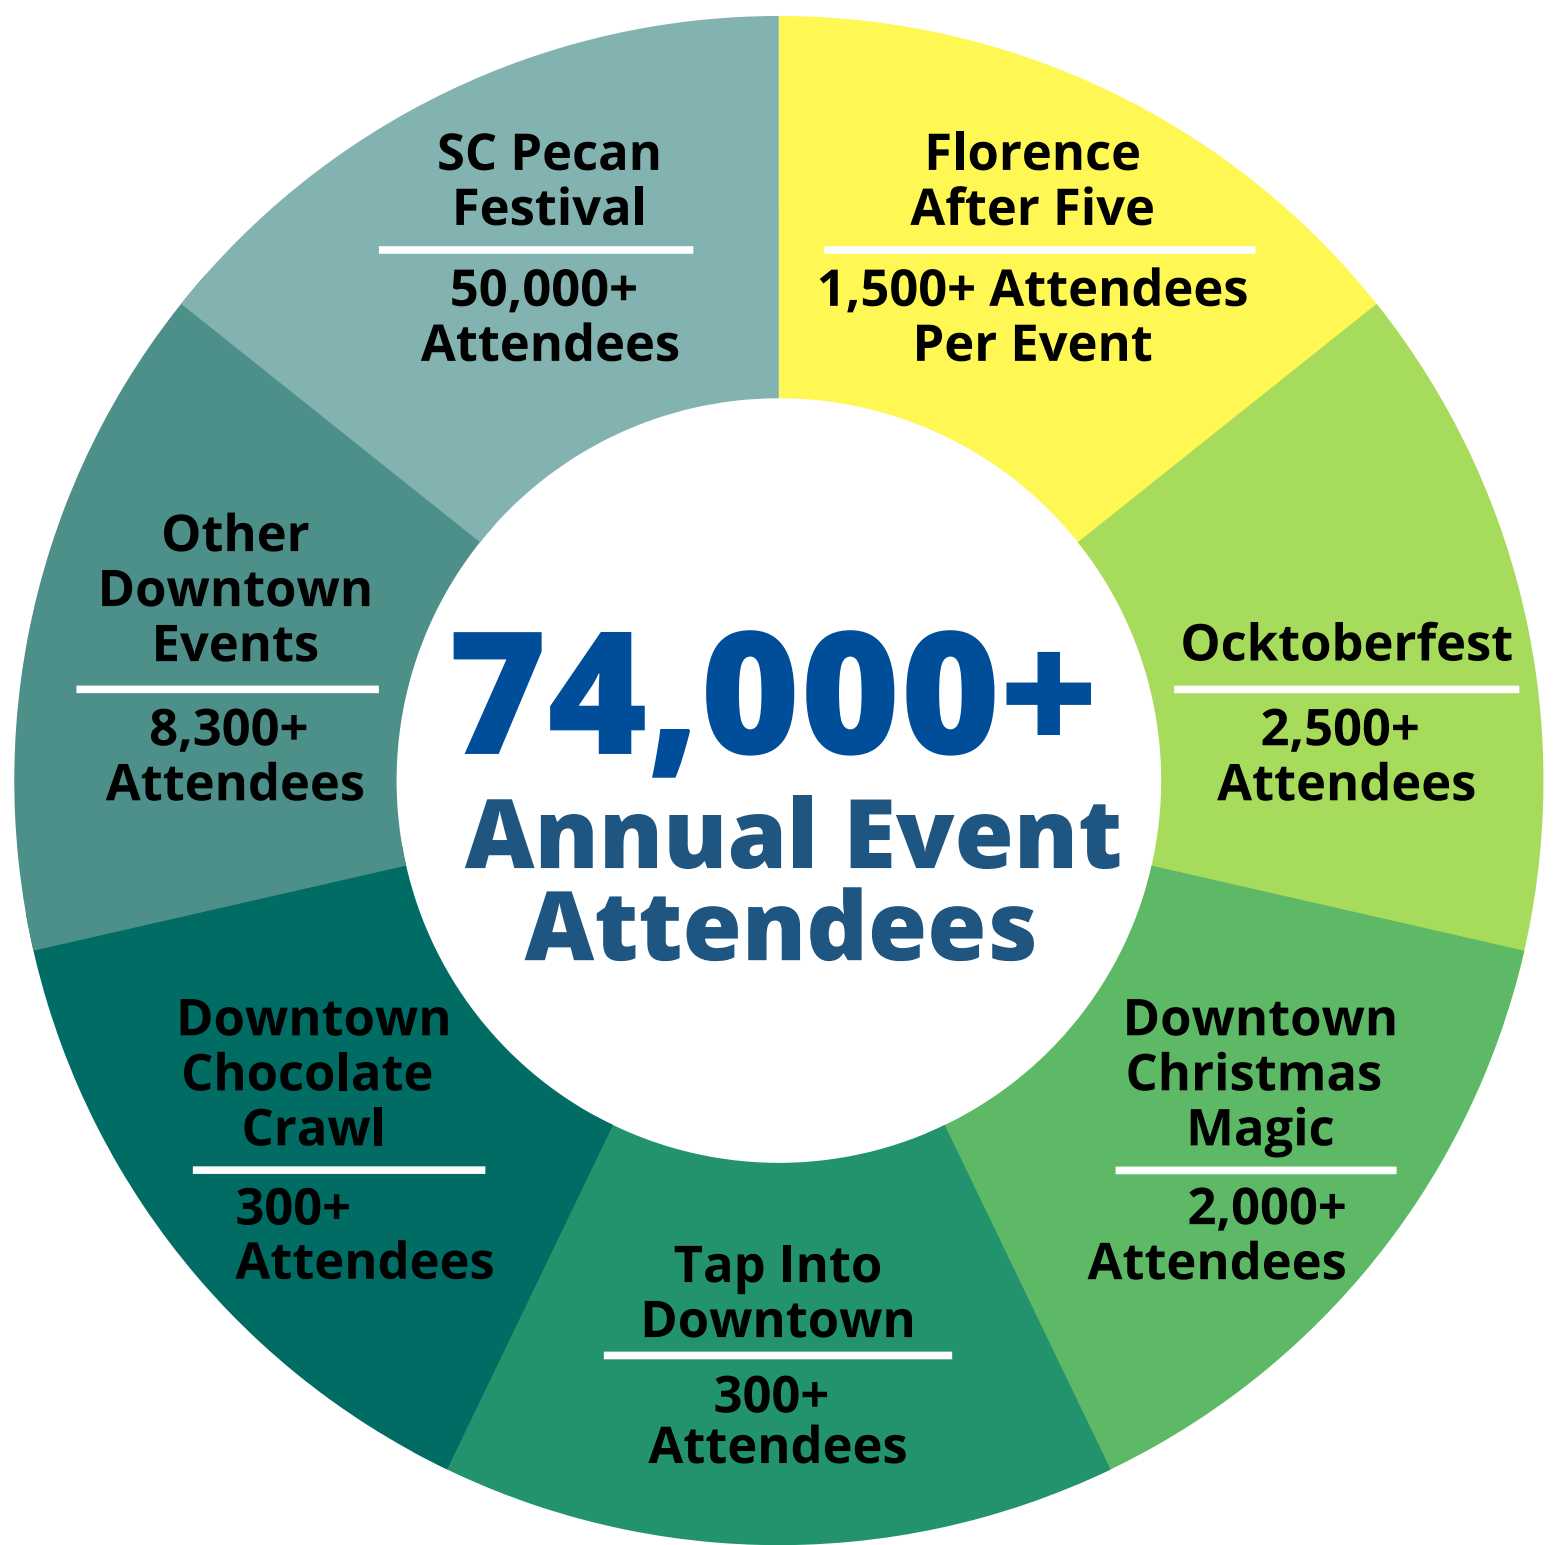 SC Pecan
Festival
50,000+
Attendees
Florence
After Five
1,500+ Attendees
Per Event
Other
Downtown
Events
8,300+
Attendees
74,000+
Annual Event
Attendees
Ocktoberfest
2,500+
Attendees
Downtown
Chocolate
Crawl
300+
Attendees
Downtown
Christmas
Magic
2,000+
Attendees
Tap Into
Downtown
300+
Attendees